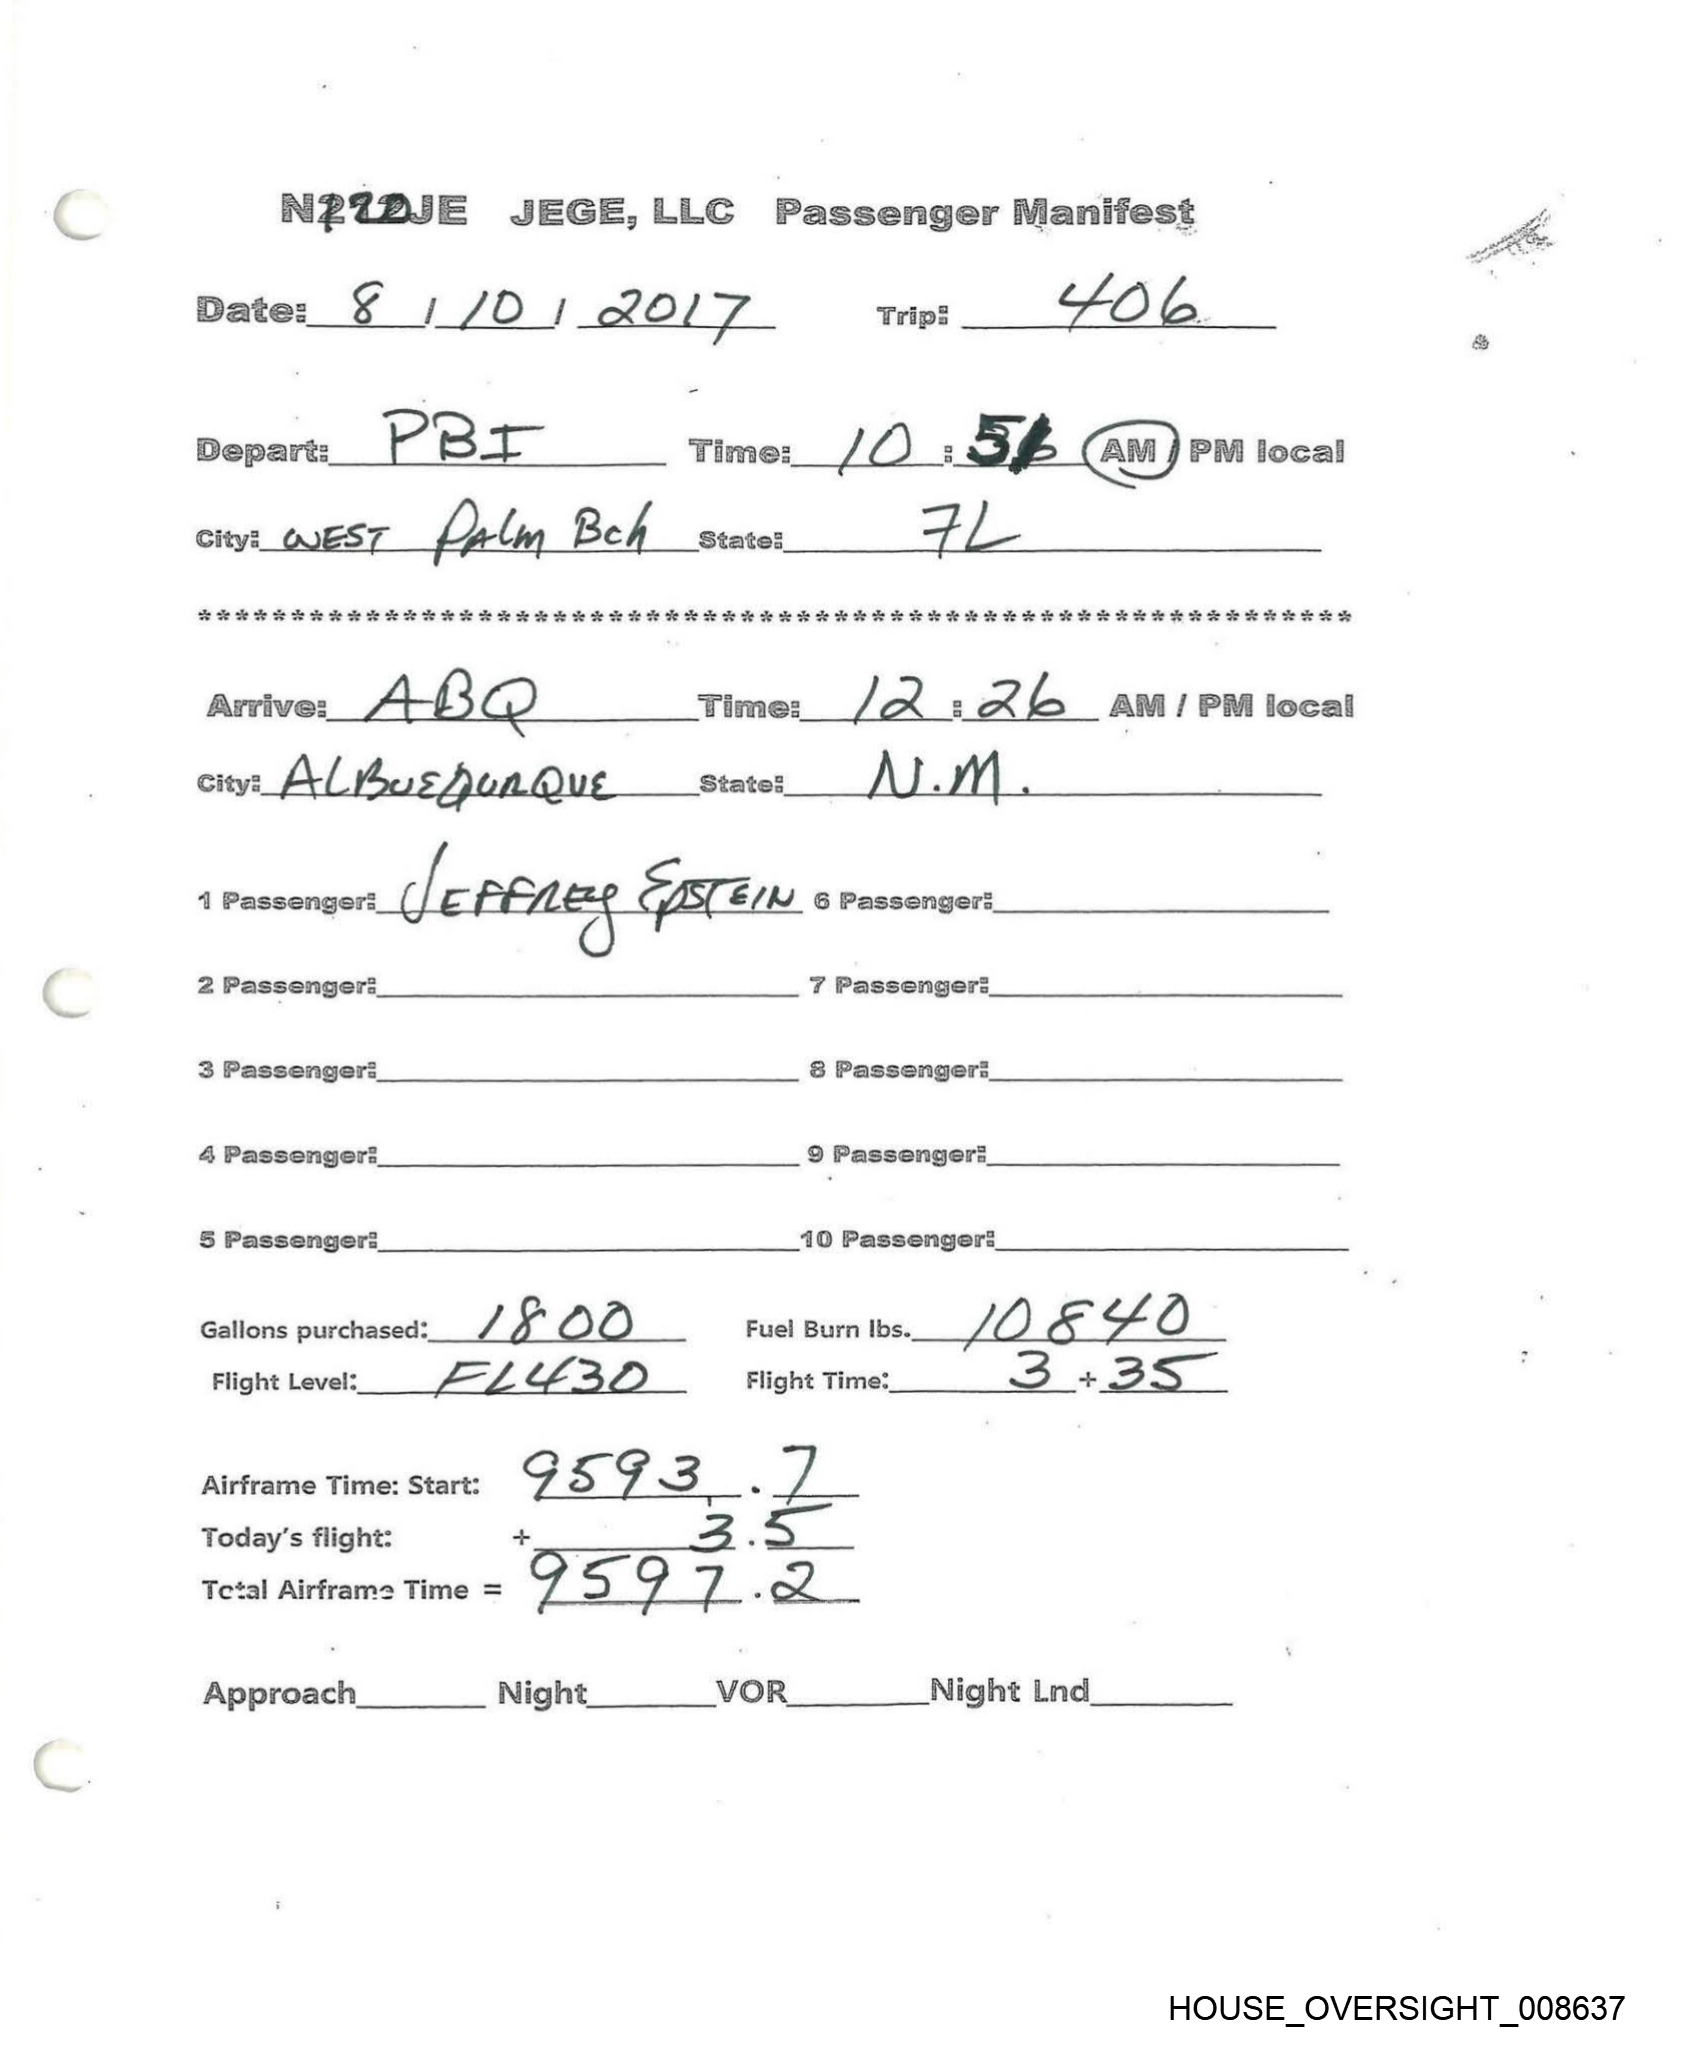 JEGE, LLC Passenger Manifest
Date: 8 / 10 / 2017 Trip: 406
Depart: PBI Time: 10 : AM / PM local
City: WEST PALM Bch State: FL
******************************************************************
Arrive: ABQ Time: 12 : 26 AM / PM local
City: ALBUEQURQUE State: N.M.
1 Passenger: JEFFREY EPSTEIN 6 Passenger:
2 Passenger: 7 Passenger:
3 Passenger: 8 Passenger:
4 Passenger: 9 Passenger:
5 Passenger: 10 Passenger:
Gallons purchased: 1800 Fuel Burn lbs. 10840
Flight Level: FL430 Flight Time: 3 + 35
Airframe Time: Start: 9593 . 7
Today's flight: + 3 . 5
Total Airframe Time = 9597 . 2
Approach Night VOR Night Lnd
HOUSE_OVERSIGHT_008637